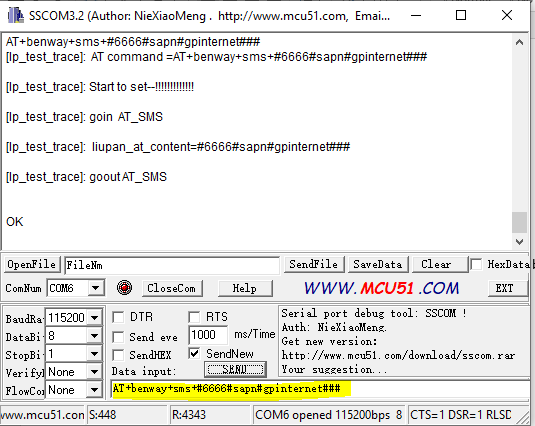 SSCOM3.2 (Author: NieXiaoMeng . http://www.mcu51.com, Emai...
AT+benway+sms+#6666#sapn#gpinternet###
[lp_test_trace]: AT command =AT+benway+sms+#6666#sapn#gpinternet###
[lp_test_trace]: Start to set--!!!!!!!!!!!!!!
[lp_test_trace]: goin AT_SMS
[lp_test_trace]: liupan_at_content=#6666#sapn#gpinternet###
[lp_test_trace]: goout AT_SMS
OK
OpenFile FileNm SendFile SaveData Clear HexData
ComNum COM6 CloseCom Help WWW.MCU51.COM EXT
BaudRa 115200 DTR RTS
DataBi 8 Send eve 1000 ms/Time
StopBi 1 SendHEX SendNew
Verify None Data input: SEND
FlowCon None AT+benway+sms+#6666#sapn#gpinternet###
Serial port debug tool: SSCOM !
Auth: NieXiaoMeng.
Get new version:
http://www.mcu51.com/download/sscom.rar
Your suggestion...
www.mcu51.con S:448 R:4343 COM6 opened 115200bps 8 CTS=1 DSR=1 RLSD